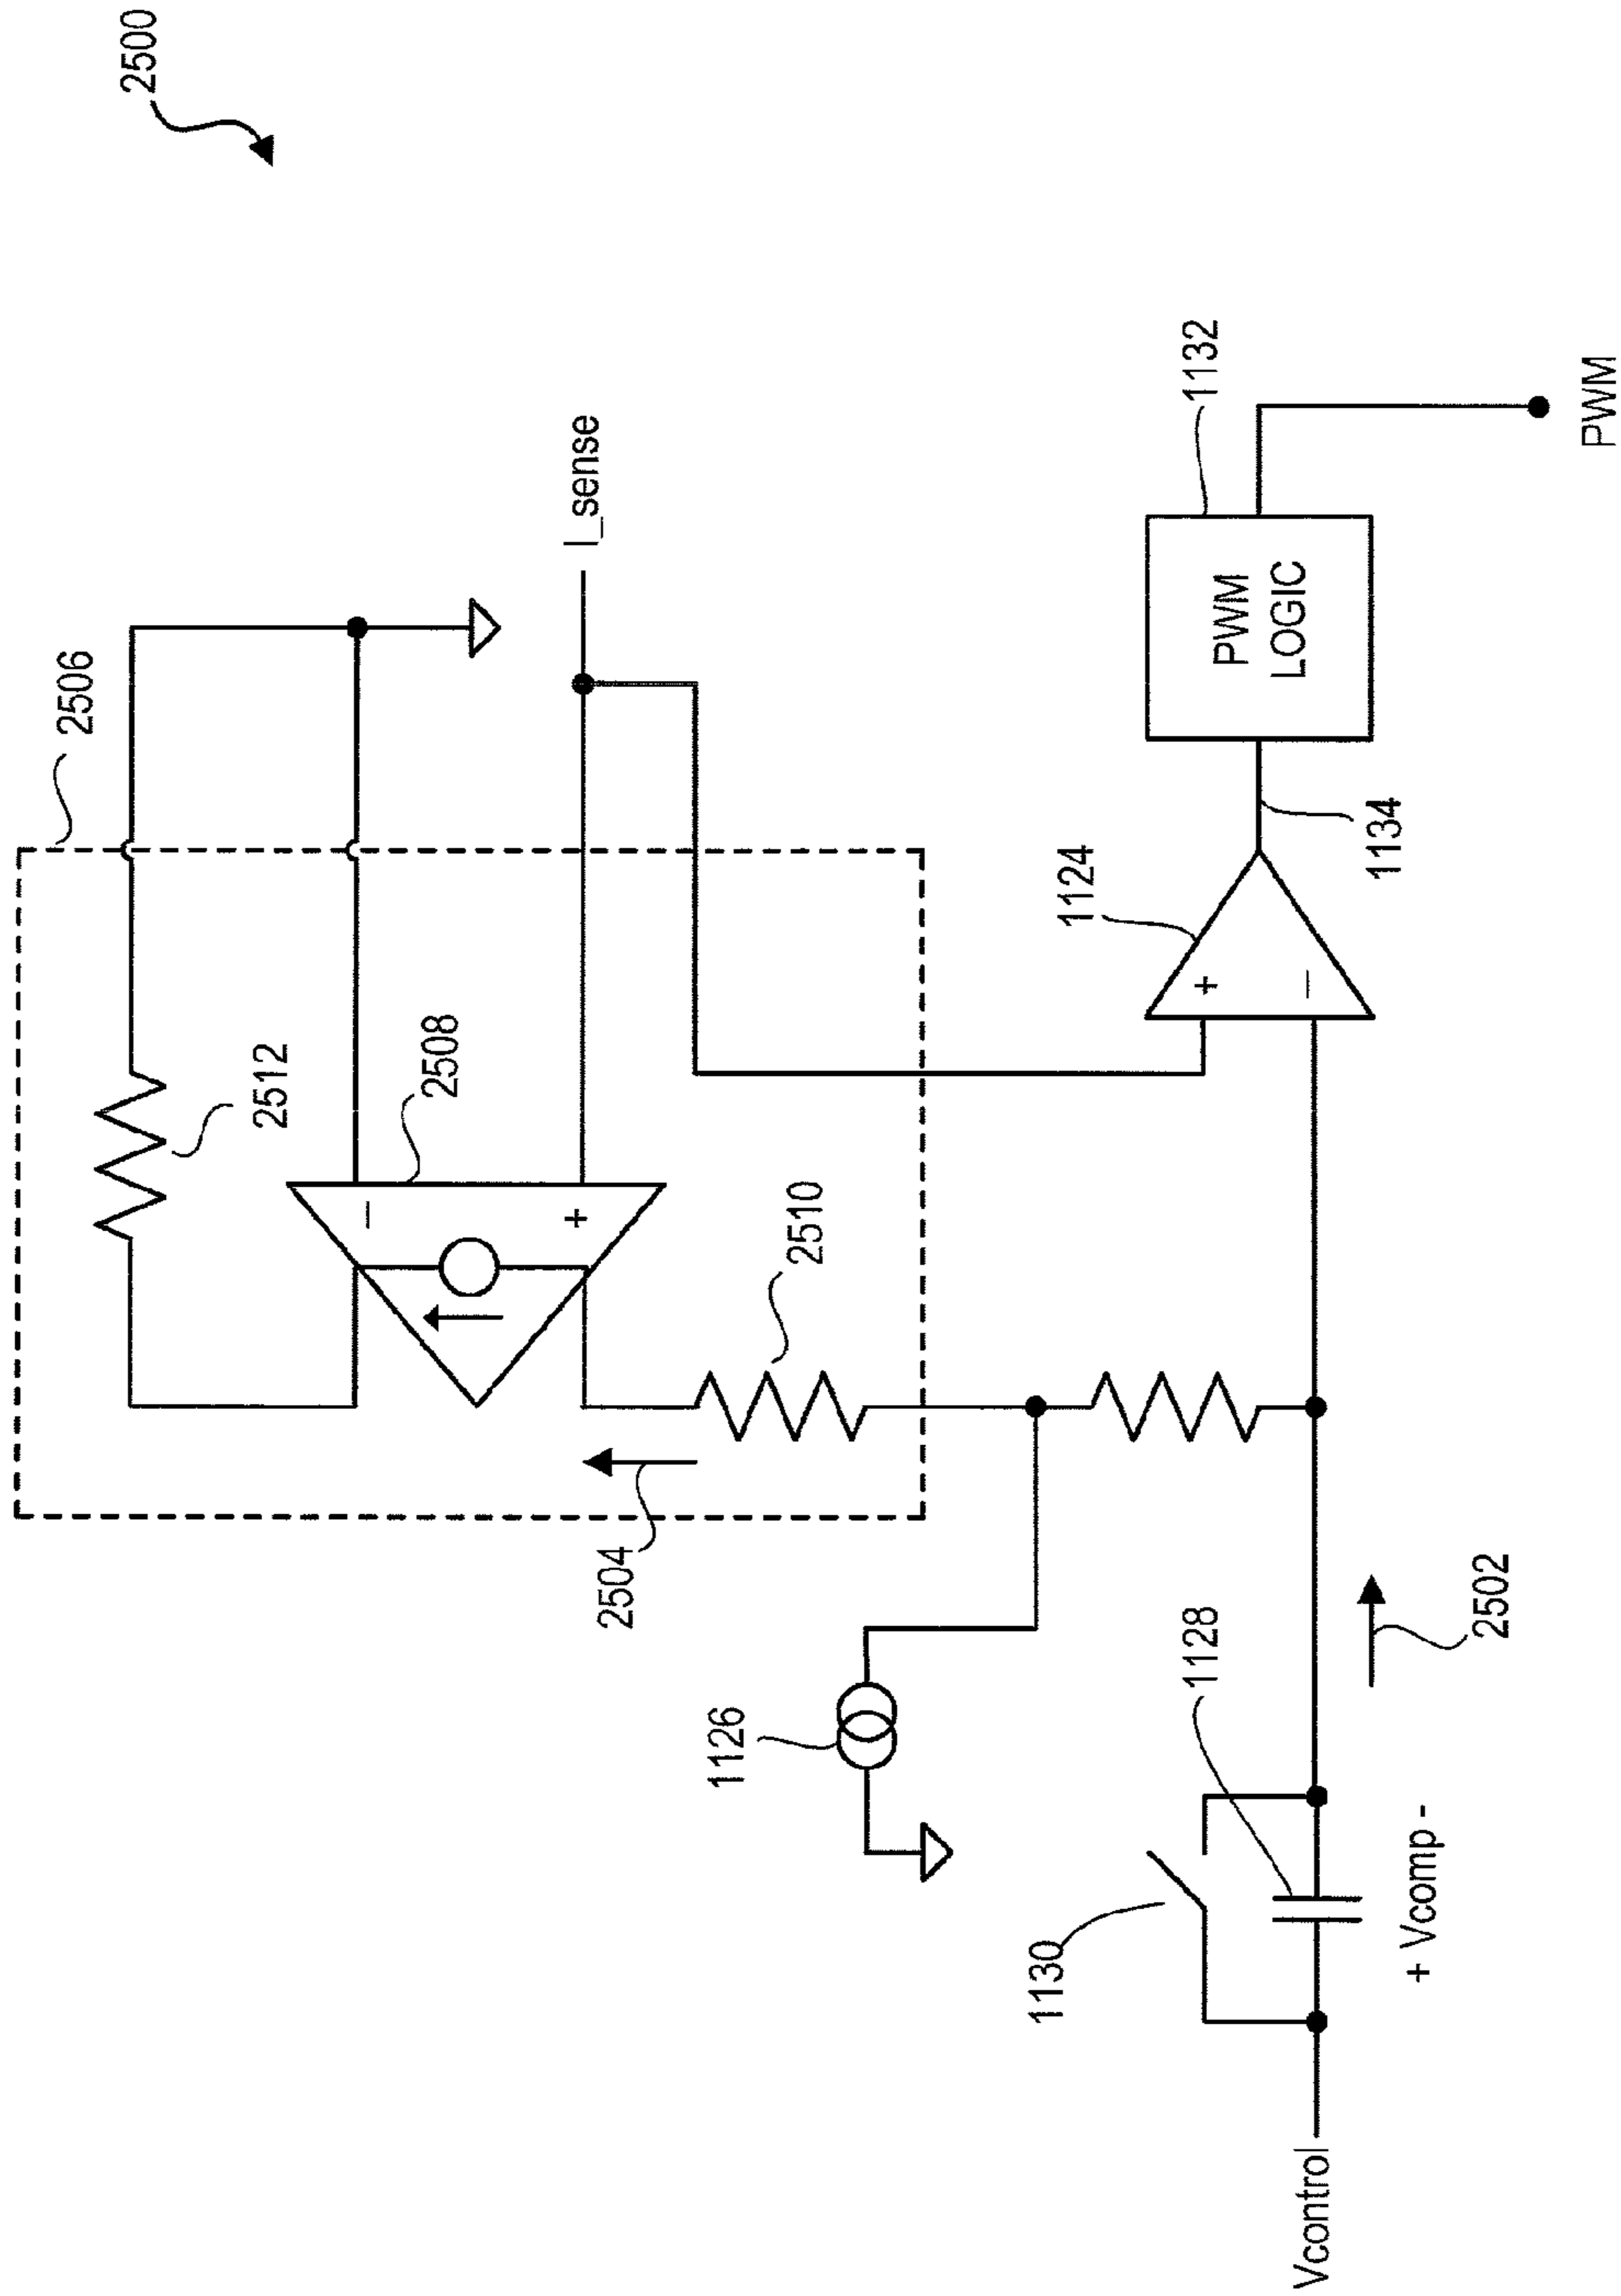 2500
2506
2512
2508
−
+
I_sense
2510
2504
1126
1124
+
−
1132
PWM
LOGIC
1134
PWM
1130
1128
2502
+ Vcomp -
Vcontrol